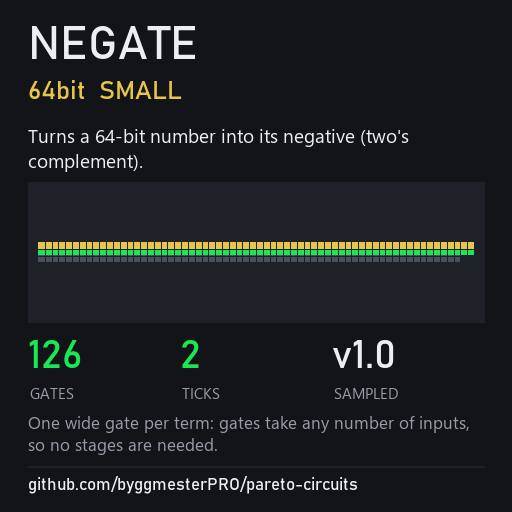 NEGATE
64bit SMALL
Turns a 64-bit number into its negative (two's
complement).
126
2
v1.0
GATES
TICKS
SAMPLED
One wide gate per term: gates take any number of inputs,
so no stages are needed.
github.com/byggmesterPRO/pareto-circuits